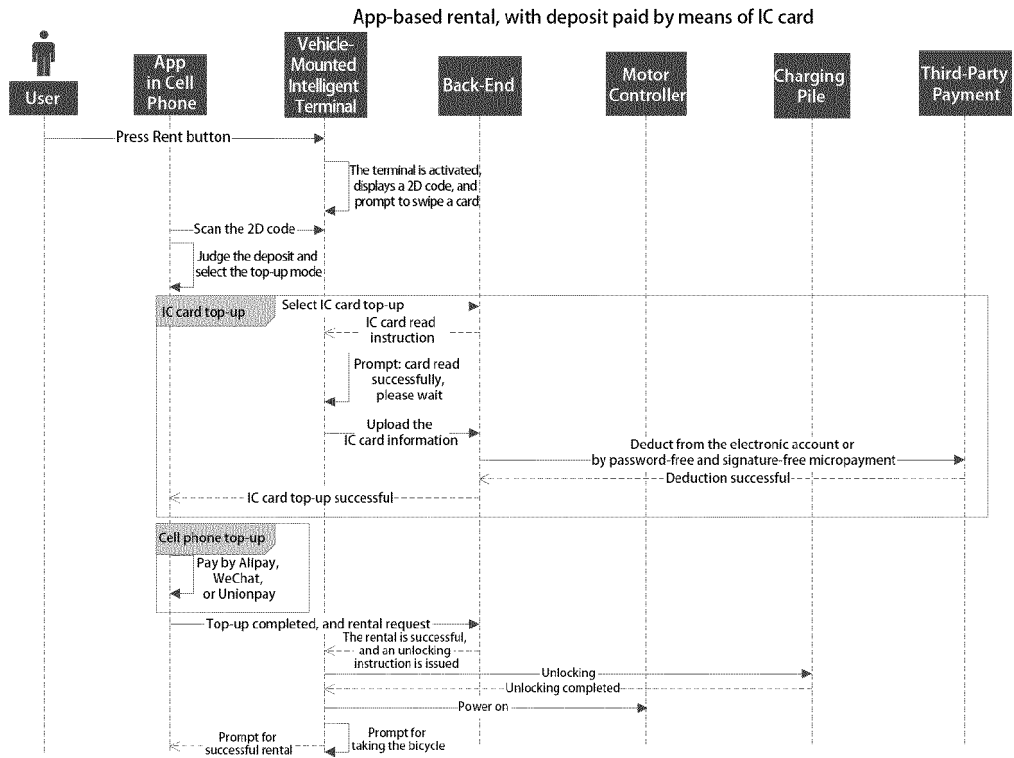 App-based rental, with deposit paid by means of IC card
User
App
in Cell
Phone
Vehicle-
Mounted
Intelligent
Terminal
Back-End
Motor
Controller
Charging
Pile
Third-Party
Payment
Press Rent button
The terminal is activated,
displays a 2D code, and
prompt to swipe a card
Scan the 2D code
Judge the deposit and
select the top-up mode
IC card top-up
Select IC card top-up
IC card read
instruction
Prompt: card read
successfully,
please wait
Upload the
IC card information
Deduct from the electronic account or
by password-free and signature-free micropayment
Deduction successful
IC card top-up successful
Cell phone top-up
Pay by Alipay,
WeChat,
or Unionpay
Top-up completed, and rental request
The rental is successful,
and an unlocking
instruction is issued
Unlocking
Unlocking completed
Power on
Prompt for
taking the bicycle
Prompt for
successful rental